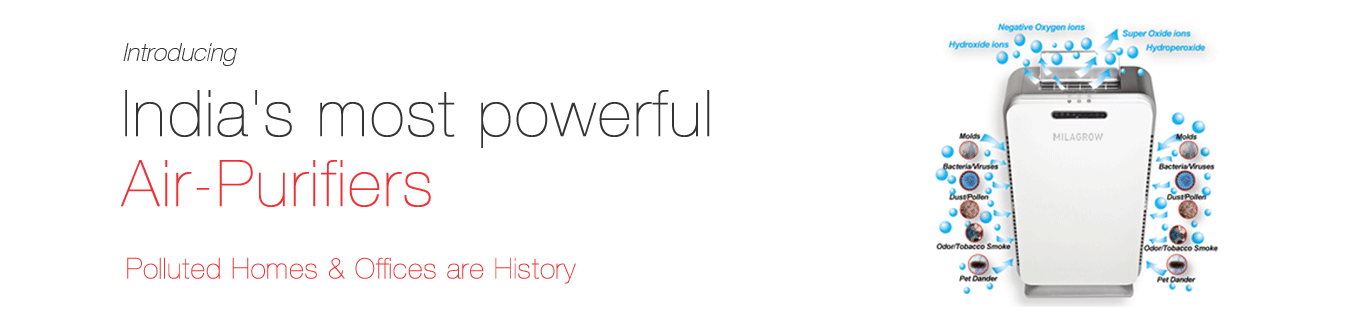 Introducing
India's most powerful
Air-Purifiers
Polluted Homes & Offices are History
Negative Oxygen ions
Super Oxide ions
Hydroxide ions
Hydroperoxide
MILAGROW
Molds
Bacteria/Viruses
Dust/Pollen
Odor/Tobacco Smoke
Pet Dander
Molds
Bacteria/Viruses
Dust/Pollen
Odor/Tobacco Smoke
Pet Dander